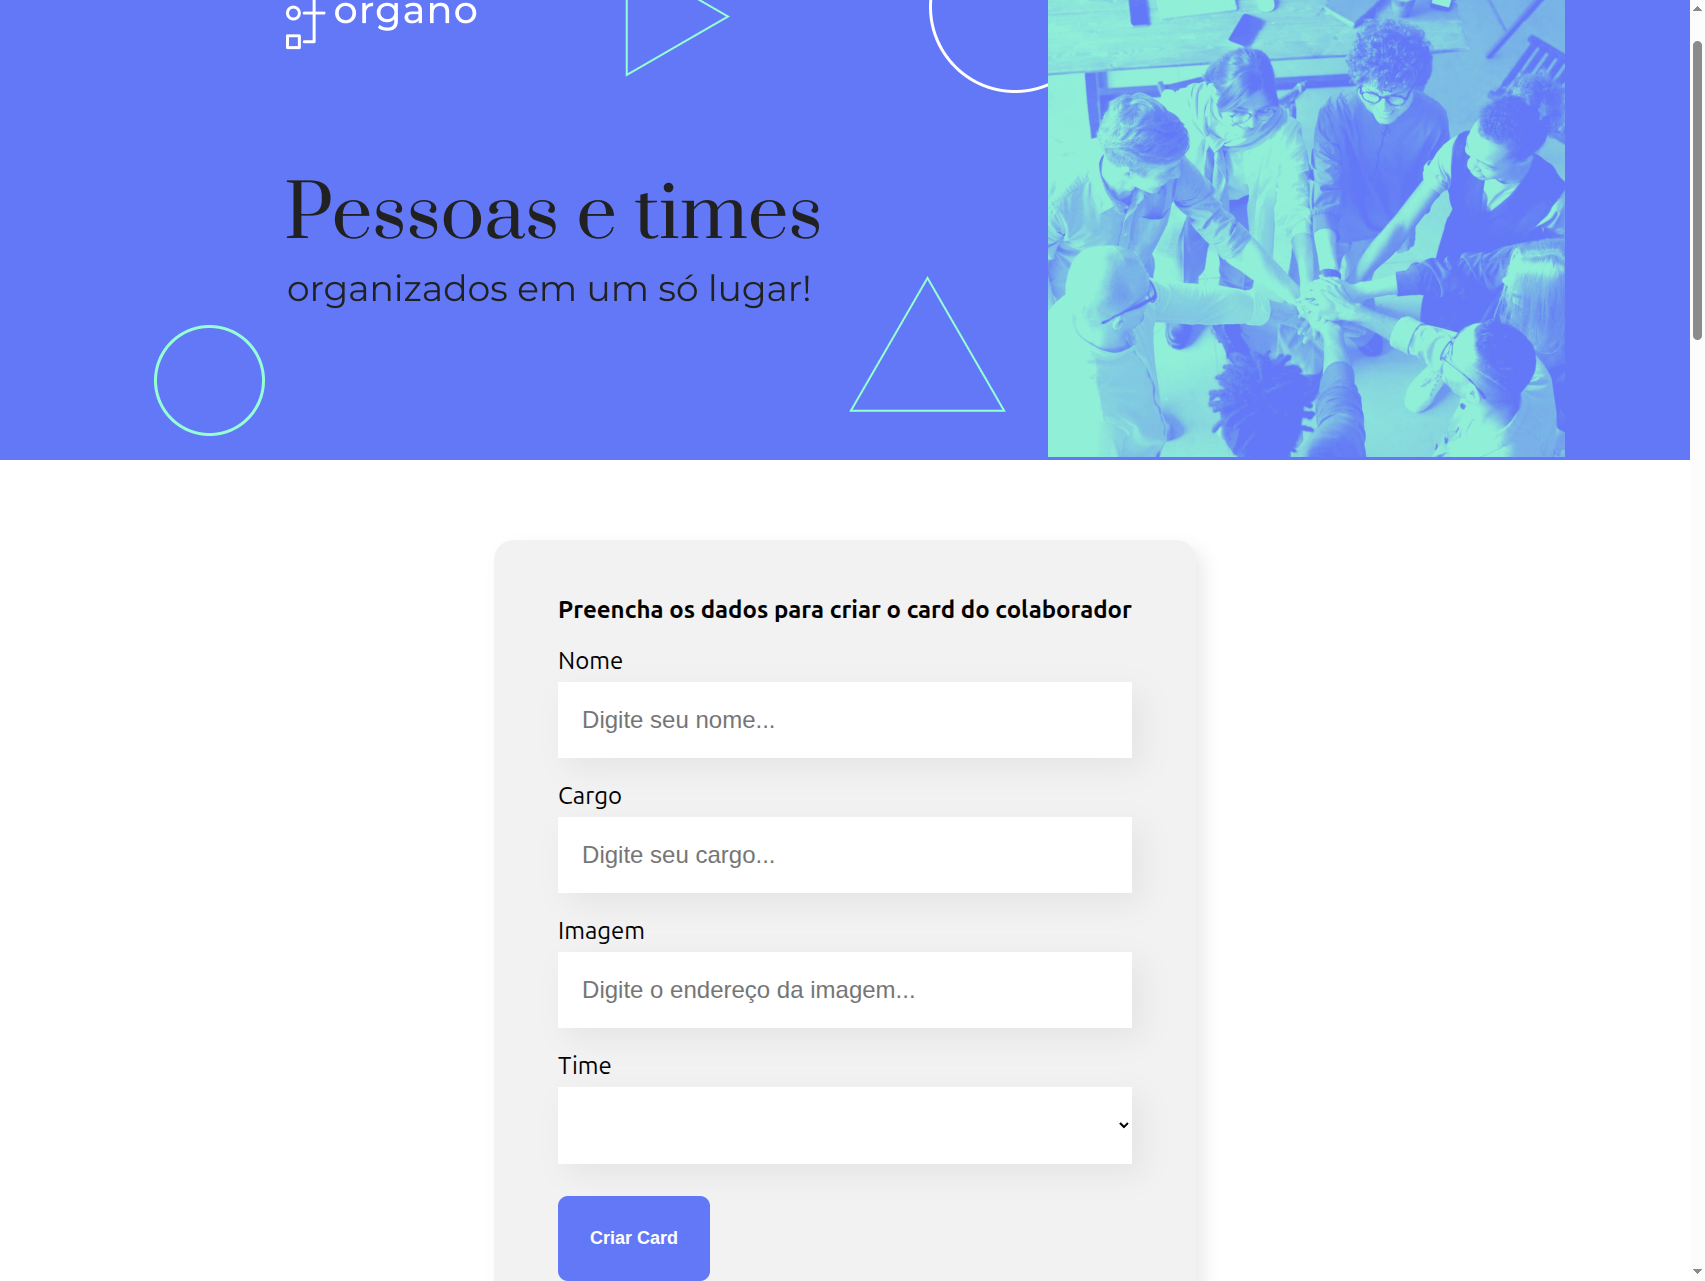 organo
Pessoas e times
organizados em um só lugar!
Preencha os dados para criar o card do colaborador
Nome
Digite seu nome...
Cargo
Digite seu cargo...
Imagem
Digite o endereço da imagem...
Time
Criar Card